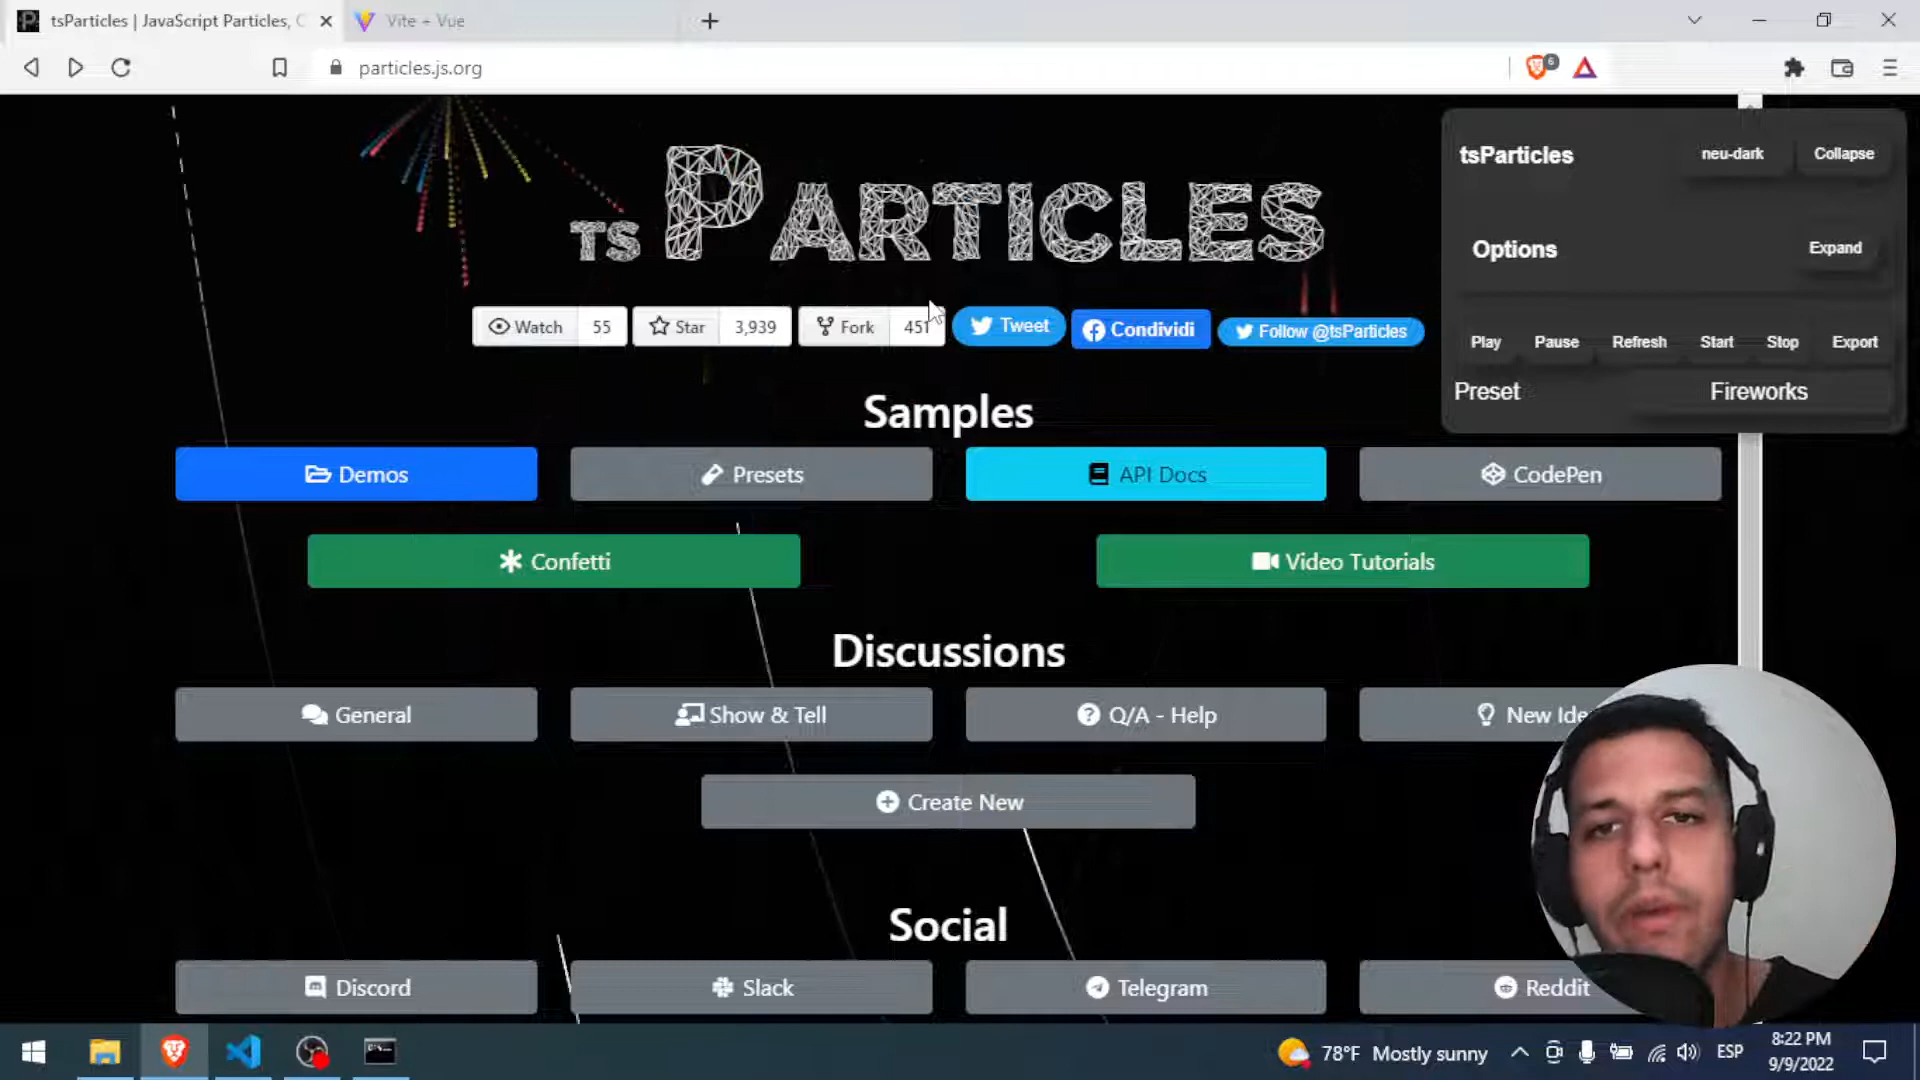 tsParticles | JavaScript Particles, C
Vite + Vue
particles.js.org
6
TS PARTICLES
tsParticles
neu-dark
Collapse
Options
Expand
Play
Pause
Refresh
Start
Stop
Export
Preset
Fireworks
Watch
55
Star
3,939
Fork
451
Tweet
Condividi
Follow @tsParticles
Samples
Demos
Presets
API Docs
CodePen
Confetti
Video Tutorials
Discussions
General
Show & Tell
Q/A - Help
New Ide
Create New
Social
Discord
Slack
Telegram
Reddit
78°F Mostly sunny
ESP
8:22 PM
9/9/2022